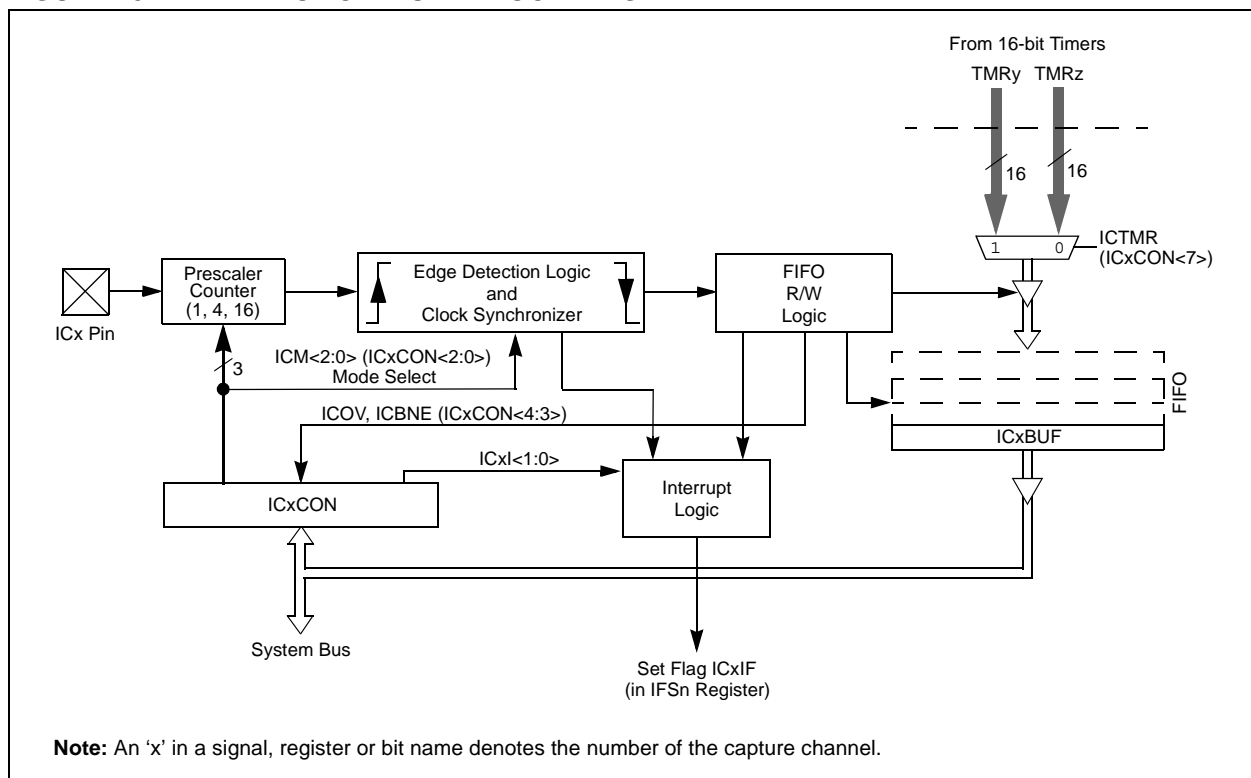 From 16-bit Timers
TMRy TMRz
16 16
1 0
ICTMR
(ICxCON<7>)
Prescaler
Counter
(1, 4, 16)
Edge Detection Logic
and
Clock Synchronizer
FIFO
R/W
Logic
ICx Pin
3
ICM<2:0> (ICxCON<2:0>)
Mode Select
FIFO
ICOV, ICBNE (ICxCON<4:3>)
ICxBUF
ICxI<1:0>
Interrupt
Logic
ICxCON
System Bus
Set Flag ICxIF
(in IFSn Register)
Note: An ‘x’ in a signal, register or bit name denotes the number of the capture channel.